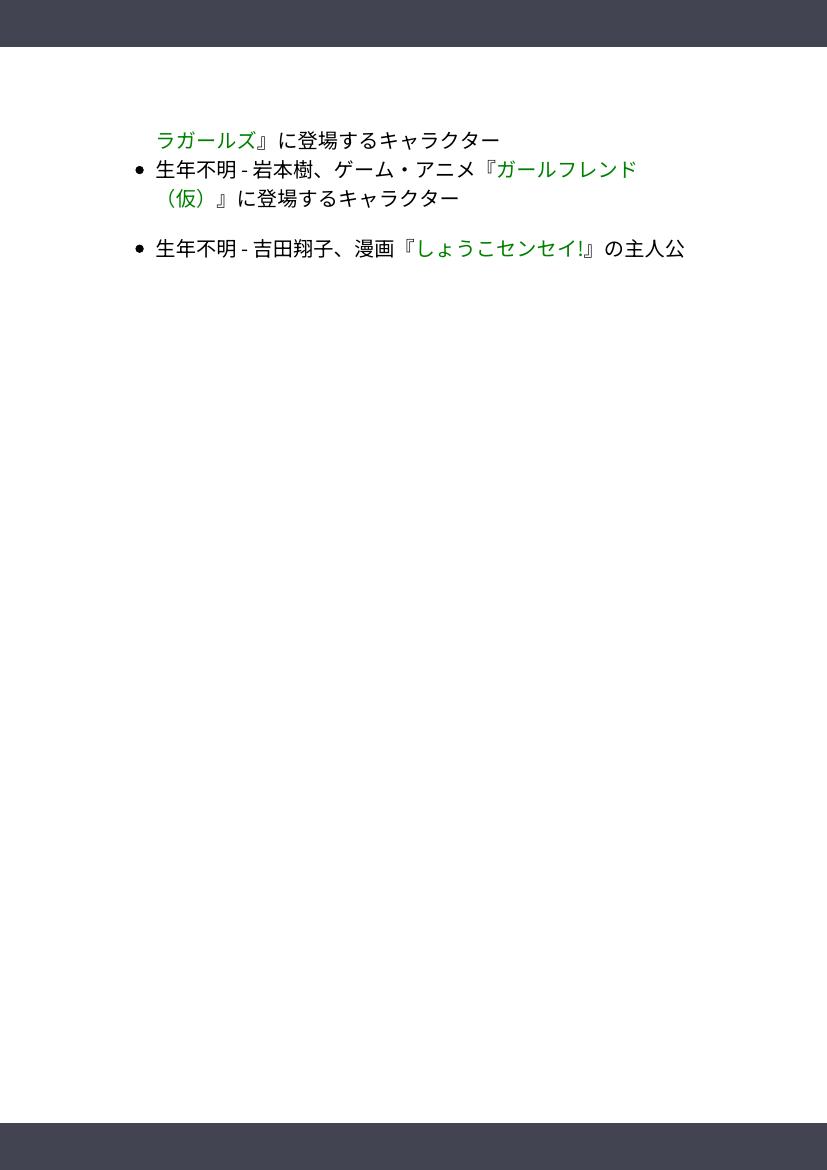 ラガールズ』に登場するキャラクター
• 生年不明 - 岩本樹、ゲーム・アニメ『ガールフレンド
（仮）』に登場するキャラクター
• 生年不明 - 吉田翔子、漫画『しょうこセンセイ!』の主人公